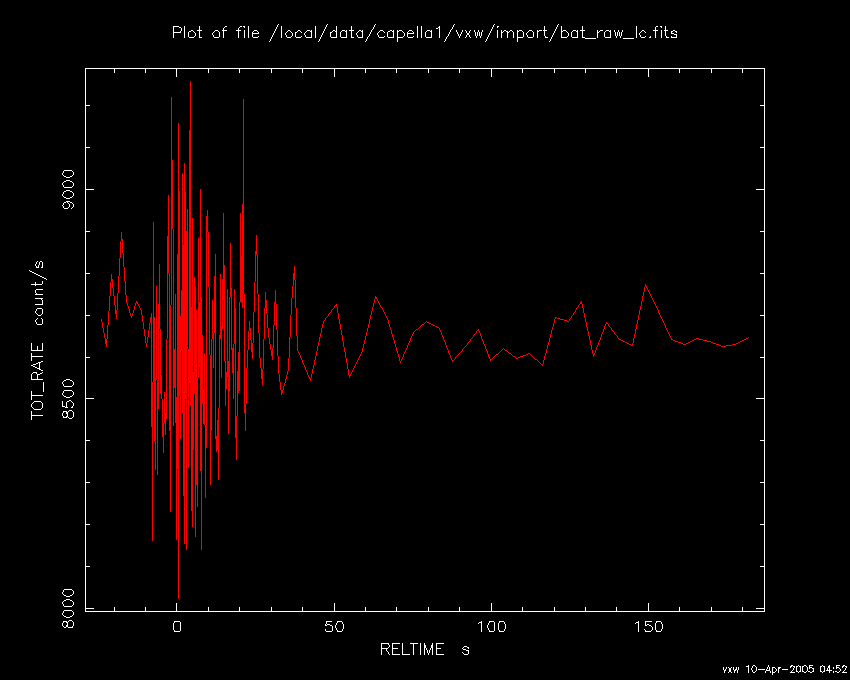 Plot of file /local/data/capella1/vxw/import/bat_raw_lc.fits
TOT_RATE count/s
9000
8500
8000
0 50 100 150
RELTIME s
vxw 10-Apr-2005 04:52